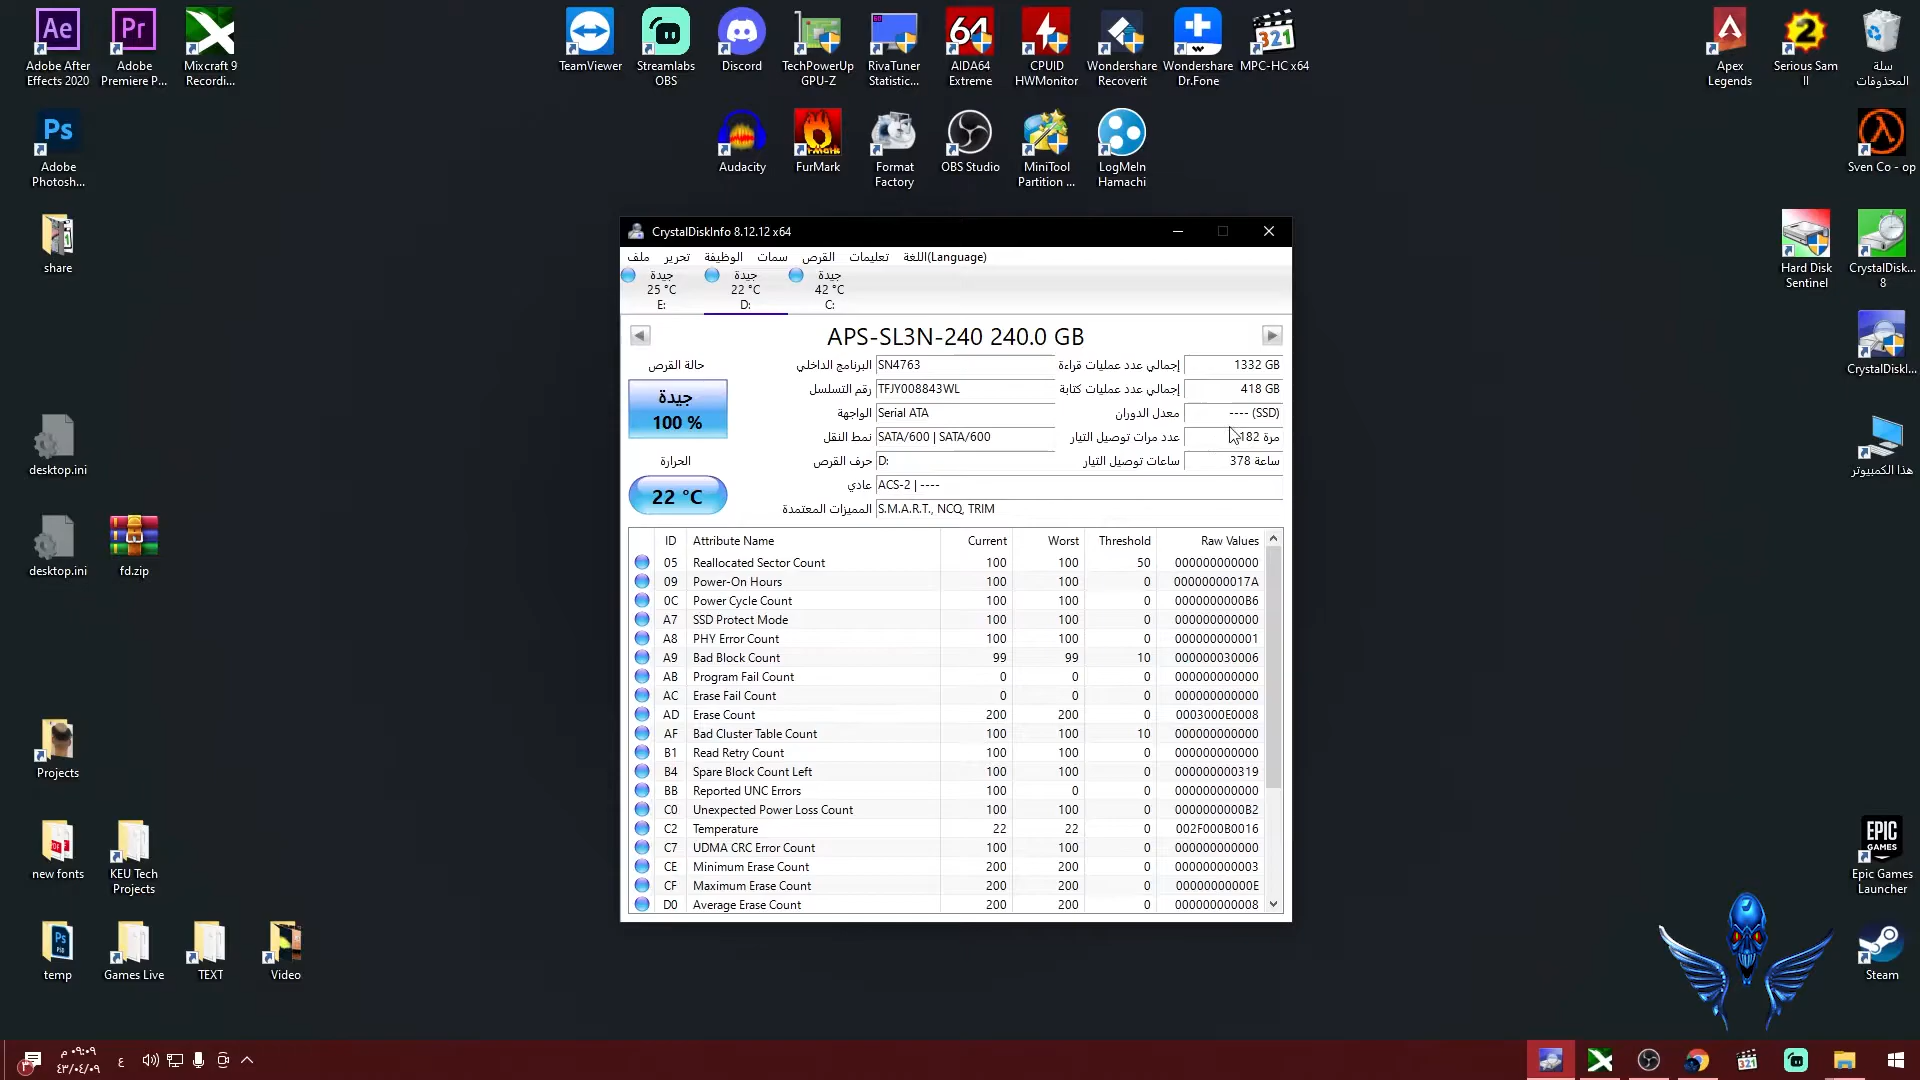 Adobe After
Effects 2020
Adobe
Premiere P...
Mixcraft 9
Recordi...
TeamViewer
Streamlabs
OBS
Discord
TechPowerUp
GPU-Z
RivaTuner
Statistic...
AIDA64
Extreme
CPUID
HWMonitor
Wondershare
Recoverit
Wondershare
Dr.Fone
MPC-HC x64
Apex
Legends
Serious Sam
II
سلة
المحذوفات
Adobe
Photosh...
Audacity
FurMark
Format
Factory
OBS Studio
MiniTool
Partition ...
LogMeIn
Hamachi
Sven Co - op
share
Hard Disk
Sentinel
CrystalDisk...
8
CrystalDiskI...
desktop.ini
هذا الكمبيوتر
desktop.ini
fd.zip
Projects
new fonts
KEU Tech
Projects
Epic Games
Launcher
temp
Games Live
TEXT
Video
Steam
CrystalDiskInfo 8.12.12 x64
ملف تحرير الوظيفة سمات القرص تعليمات اللغة(Language)
جيدة
25 °C
E:
جيدة
22 °C
D:
جيدة
42 °C
C:
APS-SL3N-240 240.0 GB
حالة القرص
جيدة
100 %
الحرارة
22 °C
البرنامج الداخلي SN4763
رقم التسلسل TFJY008843WL
الواجهة Serial ATA
نمط النقل SATA/600 | SATA/600
حرف القرص D:
عادي ACS-2 | ----
المميزات المعتمدة S.M.A.R.T., NCQ, TRIM
إجمالي عدد عمليات قراءة 1332 GB
إجمالي عدد عمليات كتابة 418 GB
معدل الدوران ---- (SSD)
عدد مرات توصيل التيار 182 مرة
ساعات توصيل التيار 378 ساعة
ID Attribute Name Current Worst Threshold Raw Values
05 Reallocated Sector Count 100 100 50 000000000000
09 Power-On Hours 100 100 0 00000000017A
0C Power Cycle Count 100 100 0 0000000000B6
A7 SSD Protect Mode 100 100 0 000000000000
A8 PHY Error Count 100 100 0 000000000001
A9 Bad Block Count 99 99 10 000000030006
AB Program Fail Count 0 0 0 000000000000
AC Erase Fail Count 0 0 0 000000000000
AD Erase Count 200 200 0 0003000E0008
AF Bad Cluster Table Count 100 100 10 000000000000
B1 Read Retry Count 100 100 0 000000000000
B4 Spare Block Count Left 100 100 0 000000000319
BB Reported UNC Errors 100 0 0 000000000000
C0 Unexpected Power Loss Count 100 100 0 0000000000B2
C2 Temperature 22 22 0 002F000B0016
C7 UDMA CRC Error Count 100 100 0 000000000000
CE Minimum Erase Count 200 200 0 000000000003
CF Maximum Erase Count 200 200 0 00000000000E
D0 Average Erase Count 200 200 0 000000000008
٠٩:٠٩ م
٤٣/٠٤/٠٩
ع